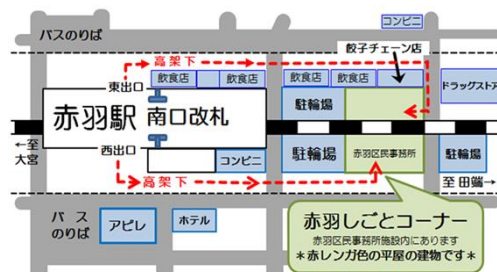 コンビニ
バスのりば
高架下
餃子チェーン店
東出口
飲食店
飲食店
飲食店
飲食店
ドラッグストア
駐輪場
赤羽駅 南口改札
←至
大宮
西出口
コンビニ
駐輪場
赤羽区民事務所
駐輪場
高架下
至田端→
バス
のりば
アピレ
ホテル
赤羽しごとコーナー
赤羽区民事務所施設内にあります
*赤レンガ色の平屋の建物です*